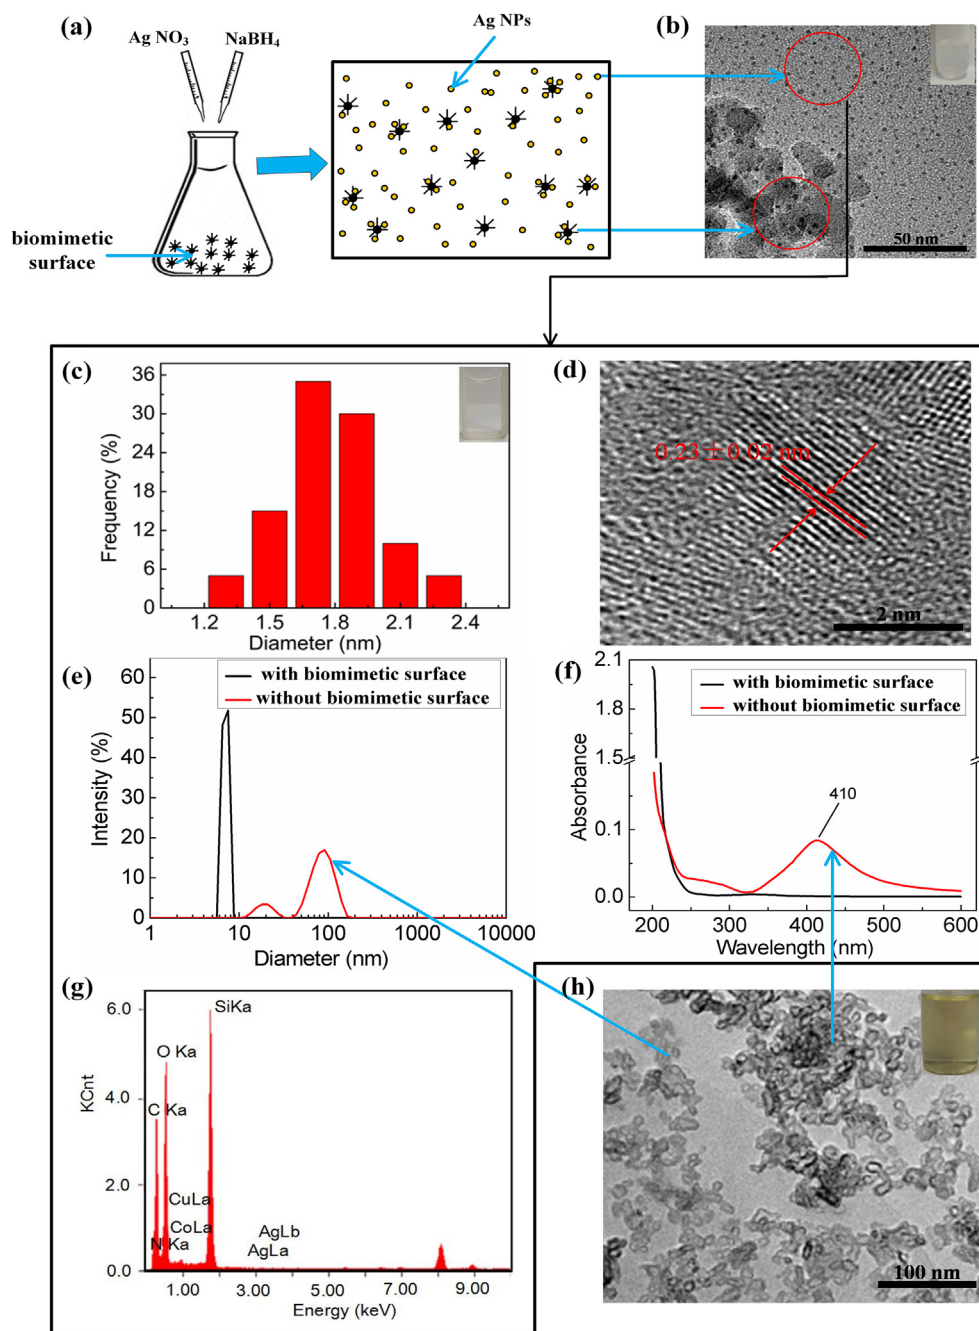 (a)
Ag NO₃
NaBH₄
Ag NPs
biomimetic
surface
(b)
50 nm
(c)
36
30
24
18
12
6
0
Frequency (%)
1.2
1.5
1.8
2.1
2.4
Diameter (nm)
(d)
0.23±0.02 nm
2 nm
(e)
with biomimetic surface
without biomimetic surface
60
50
40
30
20
10
0
Intensity (%)
1
10
100
1000
10000
Diameter (nm)
(f)
with biomimetic surface
without biomimetic surface
2.1
1.8
1.5
0.1
0.0
Absorbance
410
200
300
400
500
600
Wavelength (nm)
(g)
SiKa
6.0
O Ka
4.0
C Ka
2.0
CuLa
CoLa
N Ka
AgLb
AgLa
0.0
KCnt
1.00
3.00
5.00
7.00
9.00
Energy (keV)
(h)
100 nm